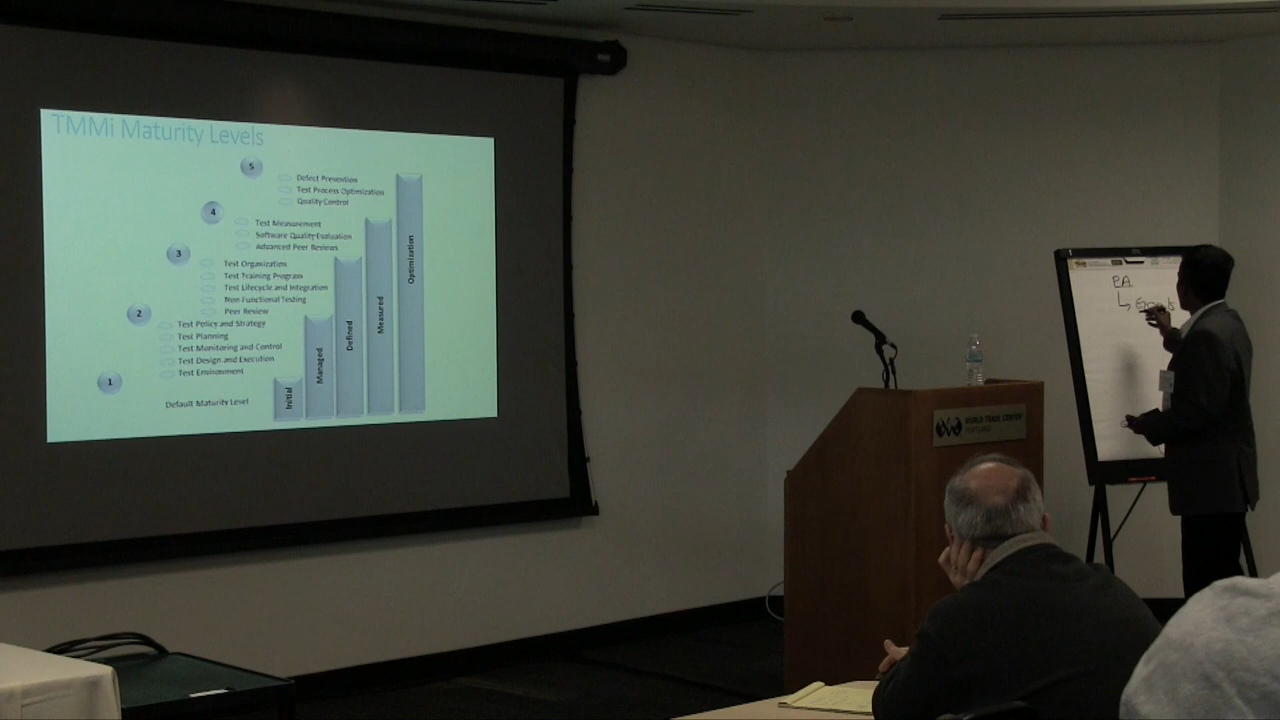 TMMi Maturity Levels
5
Defect Prevention
Test Process Optimization
Quality Control
4
Test Measurement
Software Quality Evaluation
Advanced Peer Reviews
3
Test Organization
Test Training Program
Test Lifecycle and Integration
Non Functional Testing
Peer Review
2
Test Policy and Strategy
Test Planning
Test Monitoring and Control
Test Design and Execution
Test Environment
1
Default Maturity Level
Initial
Managed
Defined
Measured
Optimization
WORLD TRADE CENTER
PORTLAND
PA